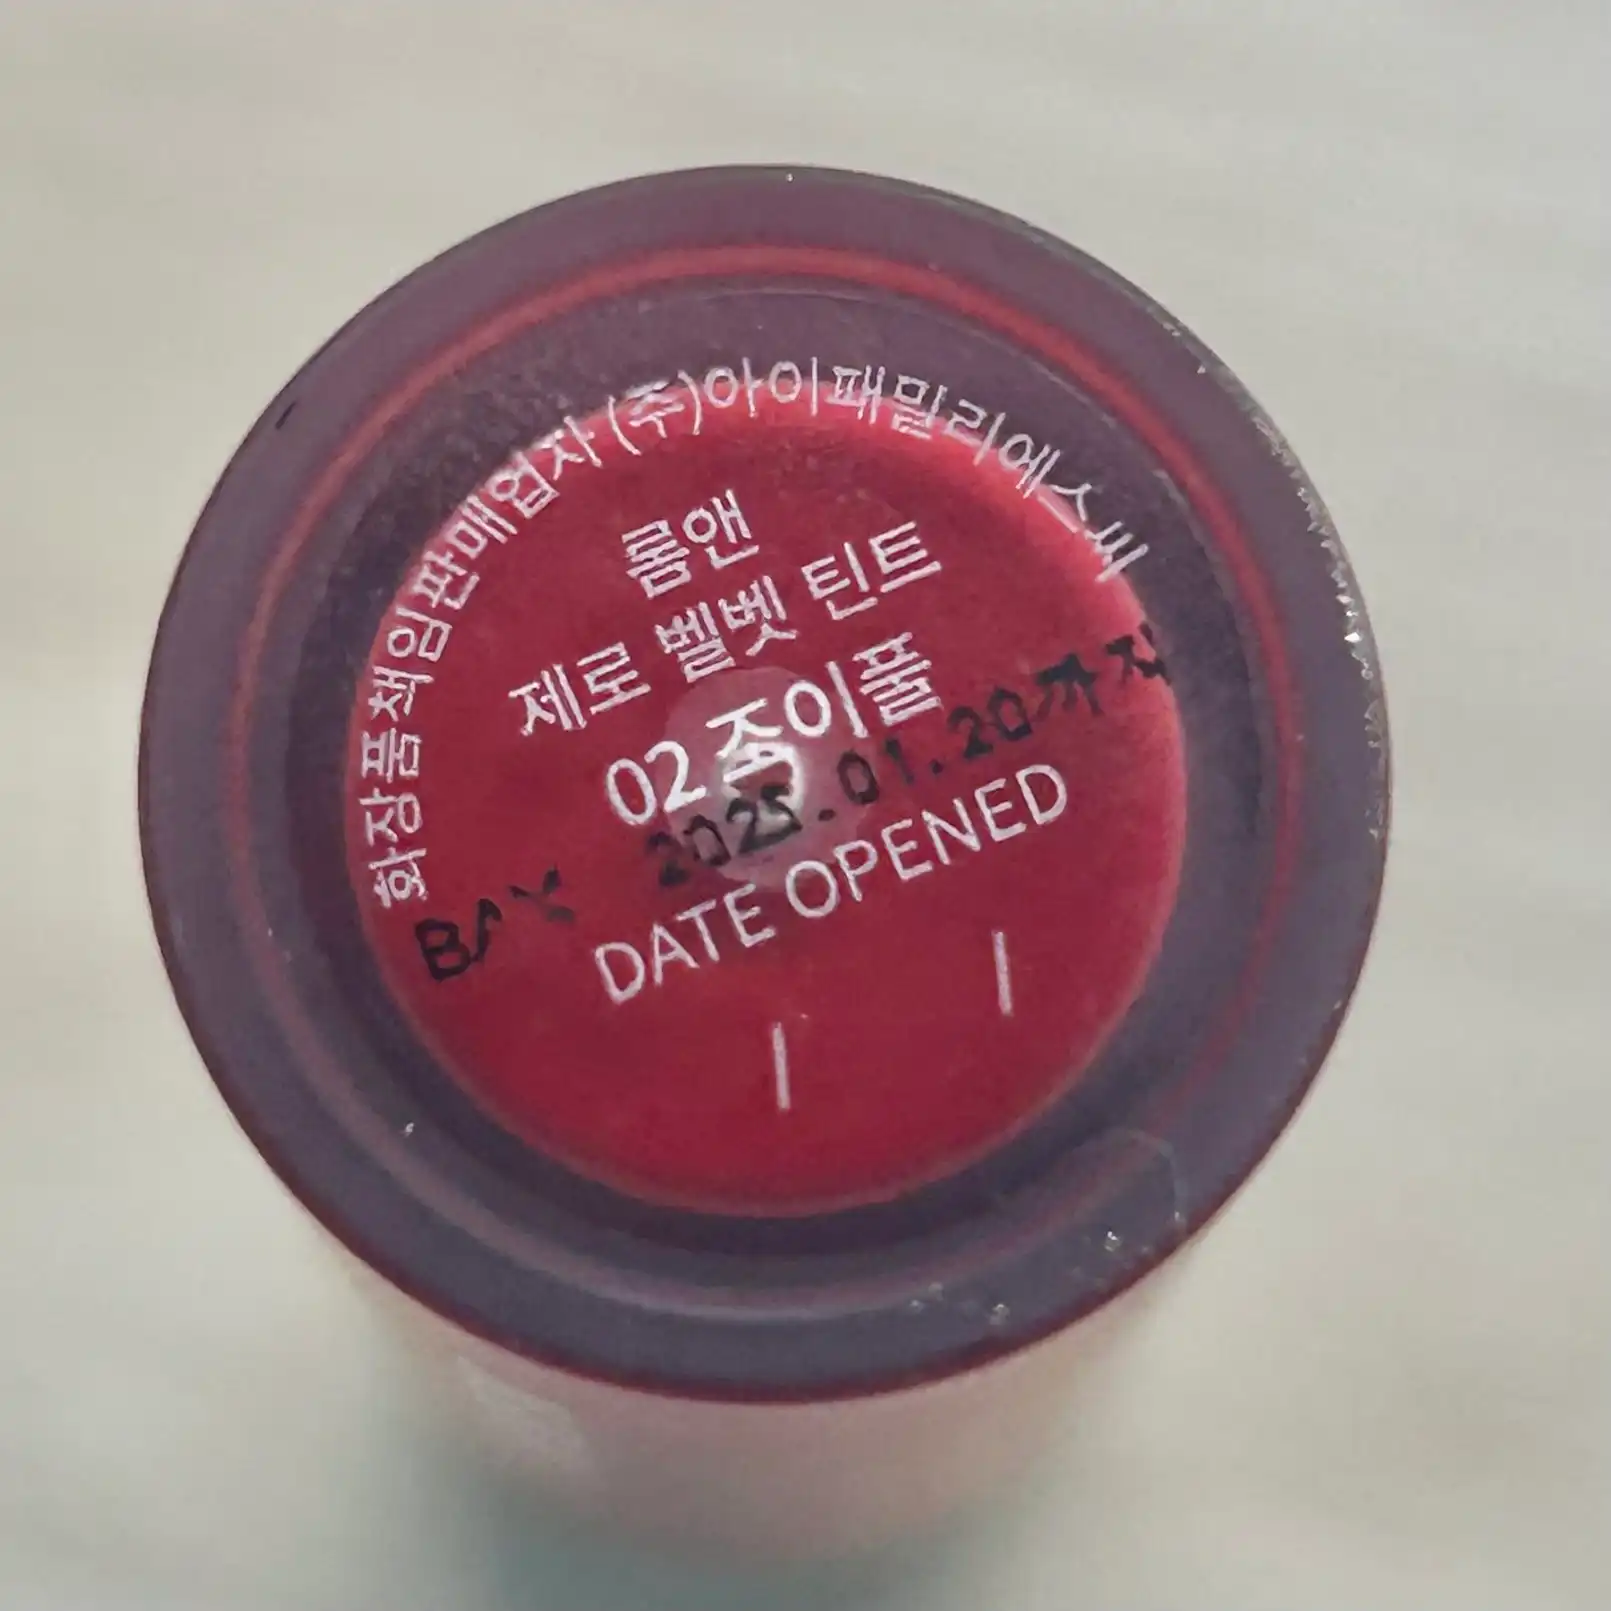 화장품책임판매업자 (주)아이패밀리에스씨
롬앤
제로 벨벳 틴트
02 죠이풀
2025.01.20까지
DATE OPENED